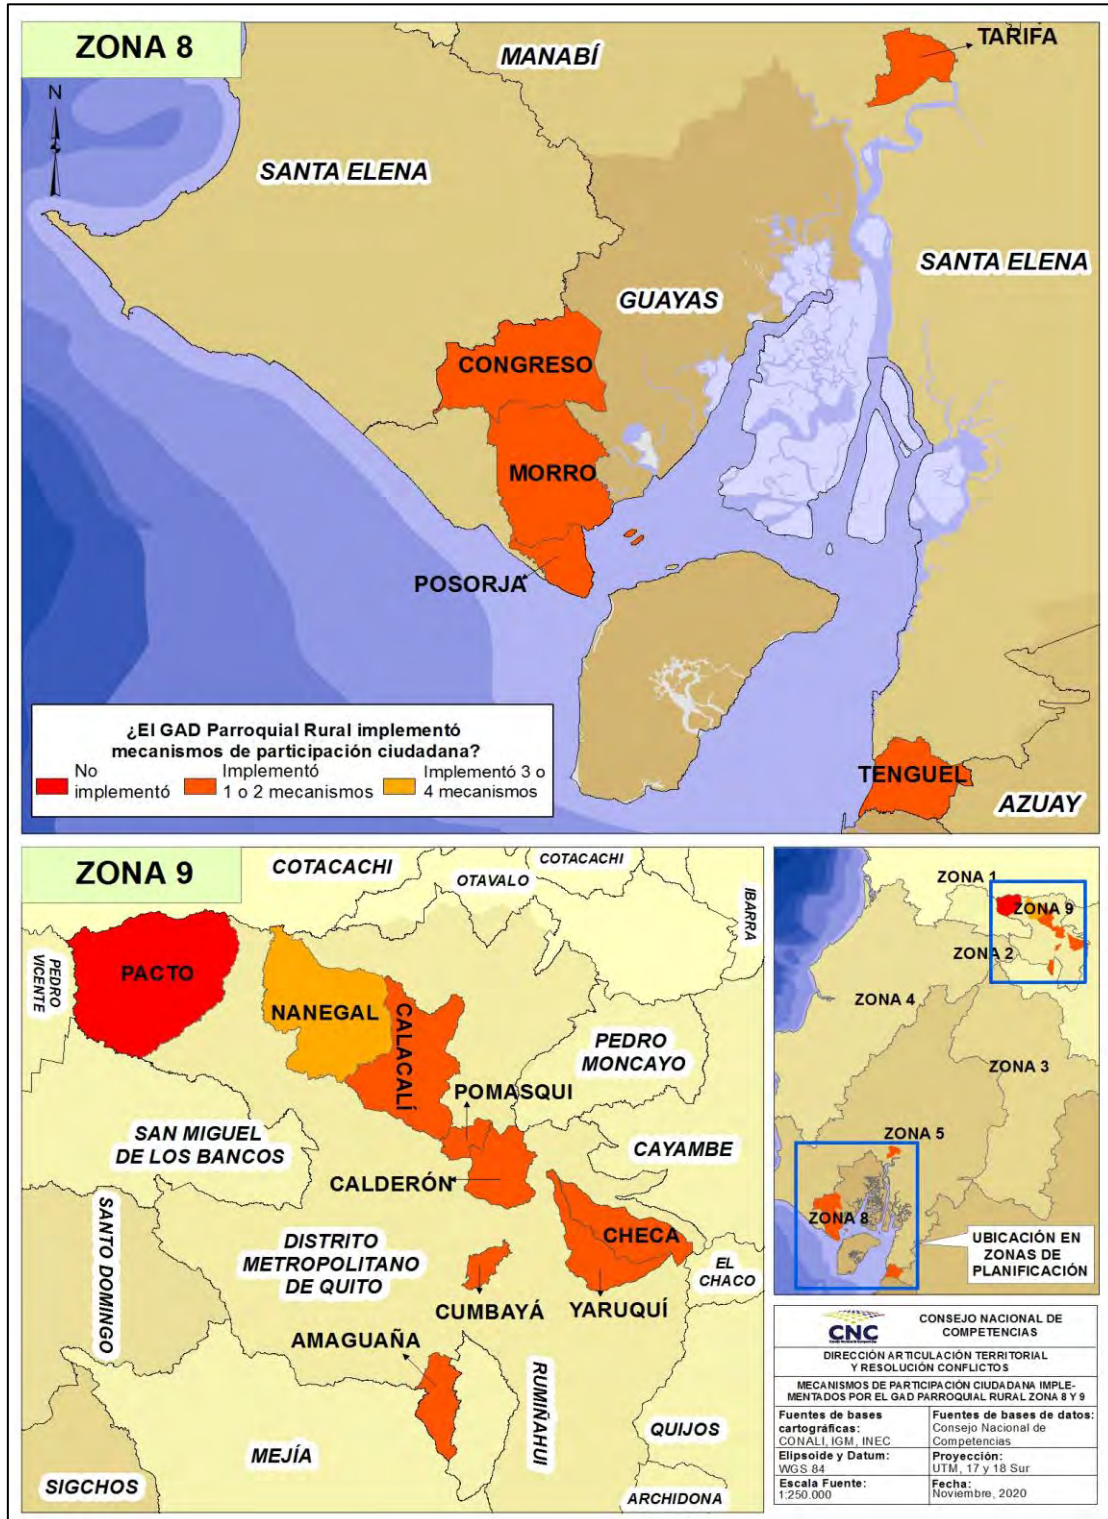 ZONA 8
MANABÍ
TARIFA
N
SANTA ELENA
SANTA ELENA
GUAYAS
CONGRESO
MORRO
POSORJA
¿El GAD Parroquial Rural implementó
mecanismos de participación ciudadana?
No
implementó
Implementó
1 o 2 mecanismos
Implementó 3 o
4 mecanismos
TENGUEL
AZUAY
ZONA 9
COTACACHI
COTACACHI
OTAVALO
IBARRA
PEDRO
VICENTE
PACTO
NANEGAL
CALACALÍ
PEDRO
MONCAYO
POMASQUI
SAN MIGUEL
DE LOS BANCOS
CAYAMBE
CALDERÓN
CHECA
SANTO DOMINGO
DISTRITO
METROPOLITANO
DE QUITO
EL
CHACO
CUMBAYÁ
YARUQUÍ
AMAGUAÑA
RUMIÑAHUI
QUIJOS
MEJÍA
SIGCHOS
ARCHIDONA
ZONA 1
ZONA 9
ZONA 2
ZONA 4
ZONA 3
ZONA 5
ZONA 8
UBICACIÓN EN
ZONAS DE
PLANIFICACIÓN
CNC
CONSEJO NACIONAL DE
COMPETENCIAS
DIRECCIÓN ARTICULACIÓN TERRITORIAL
Y RESOLUCIÓN CONFLICTOS
MECANISMOS DE PARTICIPACIÓN CIUDADANA IMPLE-
MENTADOS POR EL GAD PARROQUIAL RURAL ZONA 8 Y 9
Fuentes de bases
cartográficas:
CONALI, IGM, INEC
Fuentes de bases de datos:
Consejo Nacional de
Competencias
Elipsoide y Datum:
WGS 84
Proyección:
UTM, 17 y 18 Sur
Escala Fuente:
1:250.000
Fecha:
Noviembre, 2020